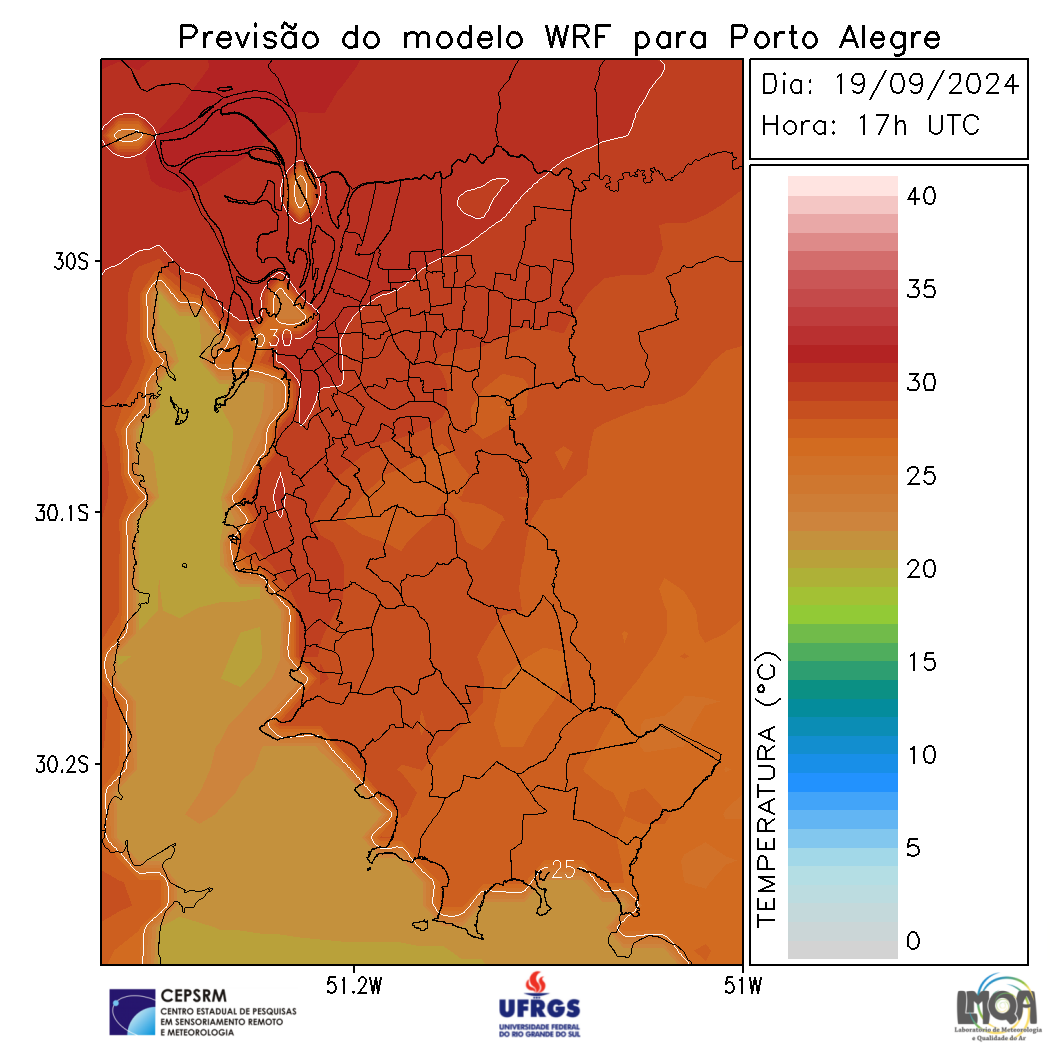 Previsão do modelo WRF para Porto Alegre
Dia: 19/09/2024
Hora: 17h UTC
30S
30.1S
30.2S
51.2W
51W
30
25
TEMPERATURA (°C)
40
35
30
25
20
15
10
5
0
CEPSRM
CENTRO ESTADUAL DE PESQUISAS
EM SENSORIAMENTO REMOTO
E METEOROLOGIA
UFRGS
UNIVERSIDADE FEDERAL
DO RIO GRANDE DO SUL
LMQA
Laboratório de Meteorologia
e Qualidade do Ar